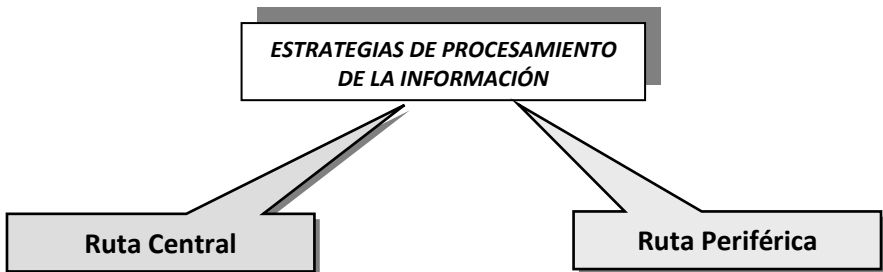 ESTRATEGIAS DE PROCESAMIENTO
DE LA INFORMACIÓN
Ruta Central
Ruta Periférica